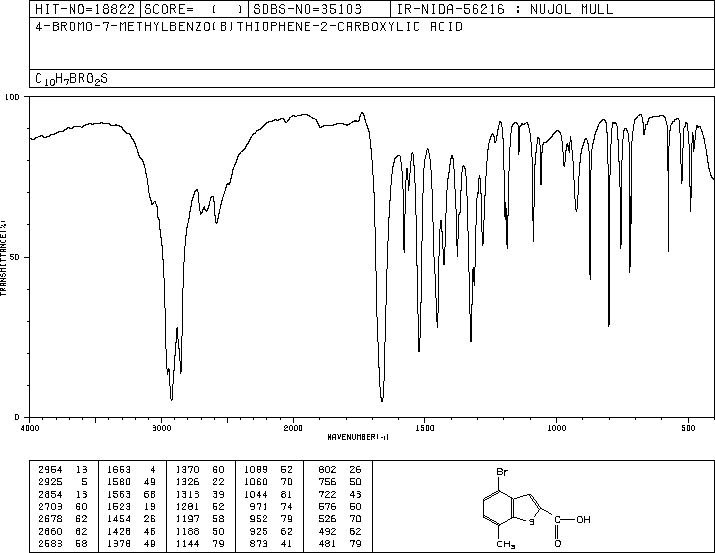 HIT-NO=18822 SCORE= ( ) SDBS-NO=35103 IR-NIDA-56216 : NUJOL MULL
4-BROMO-7-METHYLBENZO(B)THIOPHENE-2-CARBOXYLIC ACID
C10H7BRO2S
100
50
0
TRANSMITTANCE(%)
4000 3000 2000 1500 1000 500
WAVENUMBER(-1)
2954 13 1663 4 1370 60 1089 52 802 26
2925 5 1580 49 1326 22 1060 70 756 50
2854 13 1563 66 1313 39 1044 81 722 43
2703 60 1523 19 1281 52 971 74 576 50
2678 62 1454 26 1197 58 952 79 526 70
2660 62 1428 46 1188 50 925 62 492 62
2583 58 1378 49 1144 79 873 41 481 79
Br
S
C
OH
O
CH3